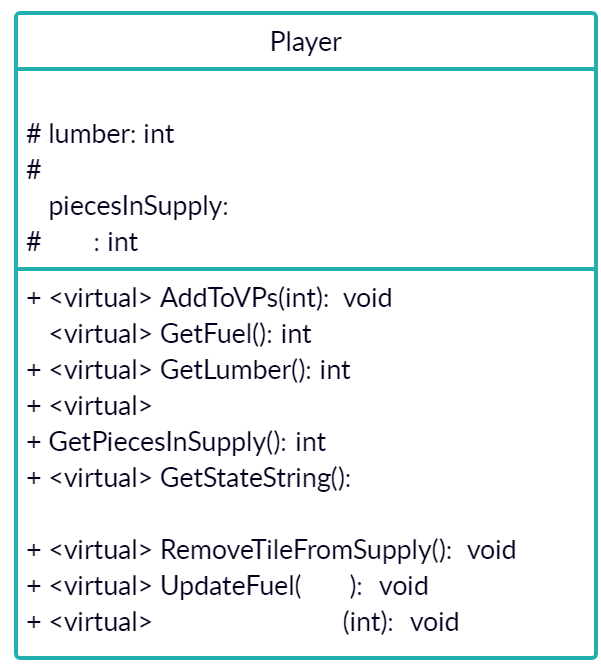 Player
# lumber: int
#
piecesInSupply:
# : int
+ <virtual> AddToVPs(int): void
<virtual> GetFuel(): int
+ <virtual> GetLumber(): int
+ <virtual>
+ GetPiecesInSupply(): int
+ <virtual> GetStateString():
+ <virtual> RemoveTileFromSupply(): void
+ <virtual> UpdateFuel( ): void
+ <virtual> (int): void